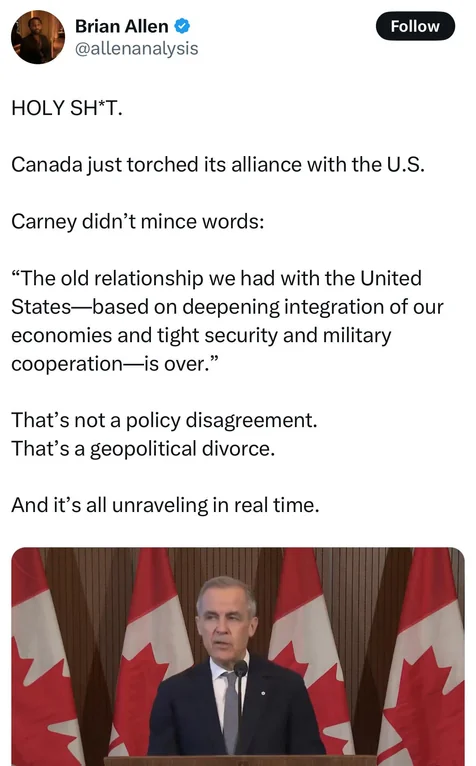 Brian Allen
@allenanalysis
Follow
HOLY SH*T.
Canada just torched its alliance with the U.S.
Carney didn’t mince words:
“The old relationship we had with the United
States—based on deepening integration of our
economies and tight security and military
cooperation—is over.”
That’s not a policy disagreement.
That’s a geopolitical divorce.
And it’s all unraveling in real time.